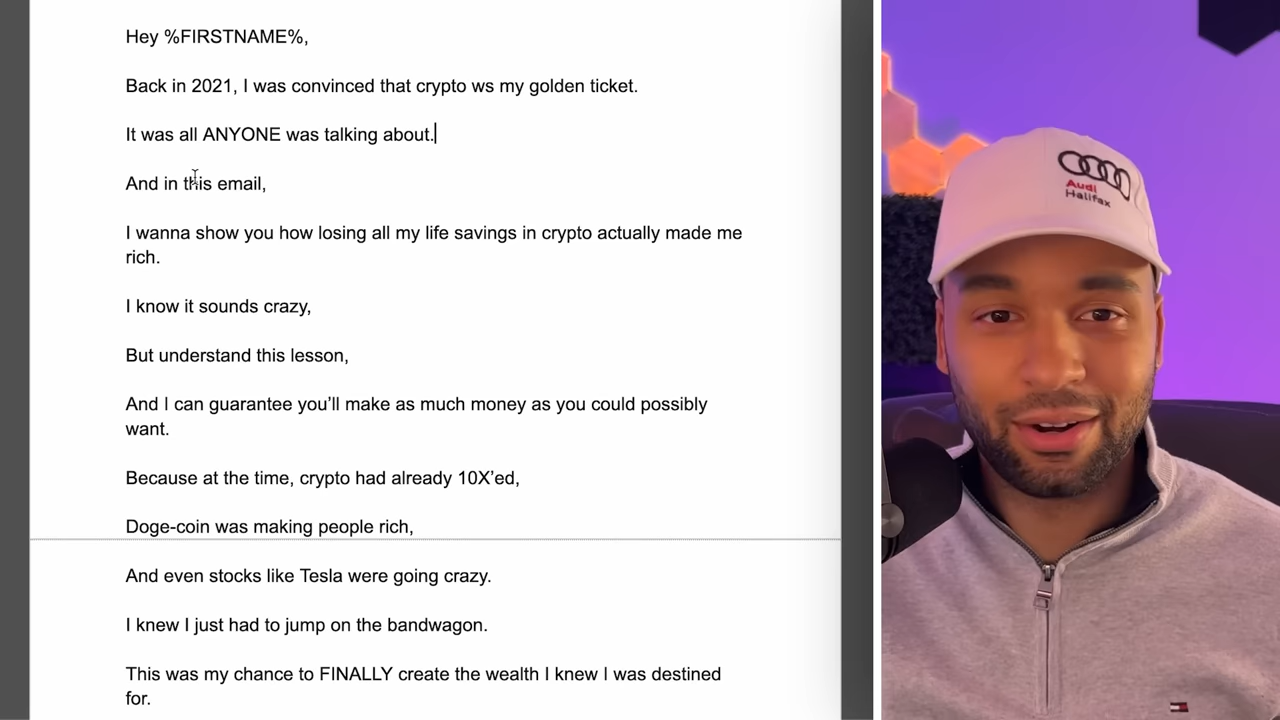 Hey %FIRSTNAME%,
Back in 2021, I was convinced that crypto ws my golden ticket.
It was all ANYONE was talking about.
And in this email,
I wanna show you how losing all my life savings in crypto actually made me
rich.
I know it sounds crazy,
But understand this lesson,
And I can guarantee you’ll make as much money as you could possibly
want.
Because at the time, crypto had already 10X’ed,
Doge-coin was making people rich,
And even stocks like Tesla were going crazy.
I knew I just had to jump on the bandwagon.
This was my chance to FINALLY create the wealth I knew I was destined
for.
Audi
Halifax